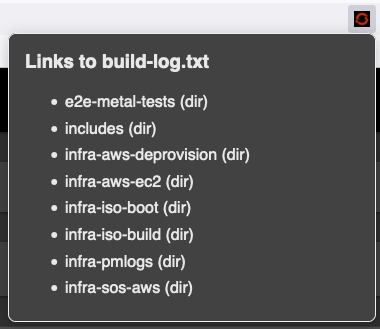 Links to build-log.txt
• e2e-metal-tests (dir)
• includes (dir)
• infra-aws-deprovision (dir)
• infra-aws-ec2 (dir)
• infra-iso-boot (dir)
• infra-iso-build (dir)
• infra-pmlogs (dir)
• infra-sos-aws (dir)